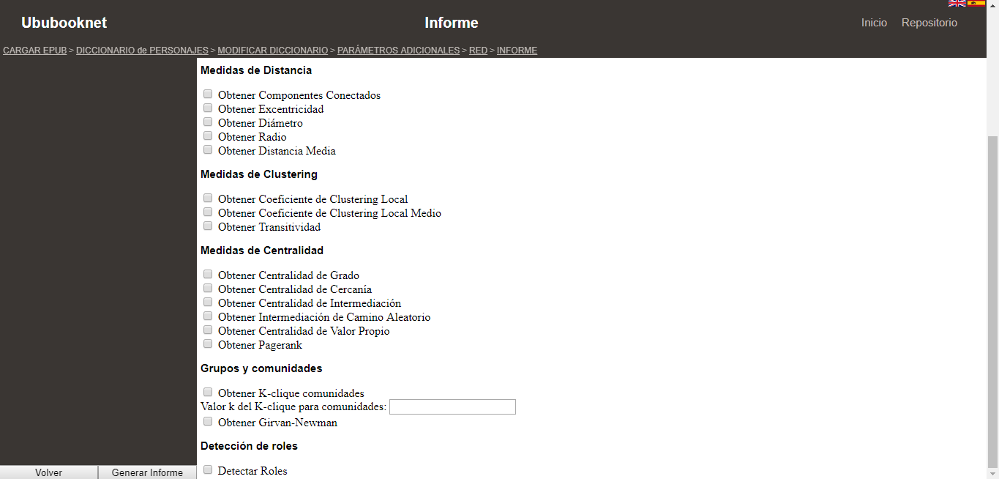 Ububooknet
Informe
Inicio Repositorio
CARGAR EPUB > DICCIONARIO de PERSONAJES > MODIFICAR DICCIONARIO > PARÁMETROS ADICIONALES > RED > INFORME
Medidas de Distancia
Obtener Componentes Conectados
Obtener Excentricidad
Obtener Diámetro
Obtener Radio
Obtener Distancia Media
Medidas de Clustering
Obtener Coeficiente de Clustering Local
Obtener Coeficiente de Clustering Local Medio
Obtener Transitividad
Medidas de Centralidad
Obtener Centralidad de Grado
Obtener Centralidad de Cercanía
Obtener Centralidad de Intermediación
Obtener Intermediación de Camino Aleatorio
Obtener Centralidad de Valor Propio
Obtener Pagerank
Grupos y comunidades
Obtener K-clique comunidades
Valor k del K-clique para comunidades:
Obtener Girvan-Newman
Detección de roles
Detectar Roles
Volver
Generar Informe